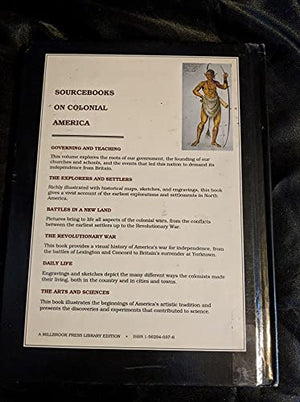 SOURCEBOOKS
ON COLONIAL
AMERICA
GOVERNING AND TEACHING
This volume explores the roots of our government, the founding of our
churches and schools, and the events that led this nation to demand its
independence from Britain.
THE EXPLORERS AND SETTLERS
Richly illustrated with historical maps, sketches, and engravings, this book
gives a vivid account of the earliest explorations and settlements in North
America.
BATTLES IN A NEW LAND
Pictures bring to life all aspects of the colonial wars, from the conflicts
between the earliest settlers up to the Revolutionary War.
THE REVOLUTIONARY WAR
This book provides a visual history of America's war for independence, from
the battles of Lexington and Concord to Britain's surrender at Yorktown.
DAILY LIFE
Engravings and sketches depict the many different ways the colonists made
their living, both in the country and in cities and towns.
THE ARTS AND SCIENCES
This book illustrates the beginnings of America's artistic tradition and
presents the discoveries and experiments that contributed to science.
A MILLBROOK PRESS LIBRARY EDITION • ISBN 1-56294-037-6